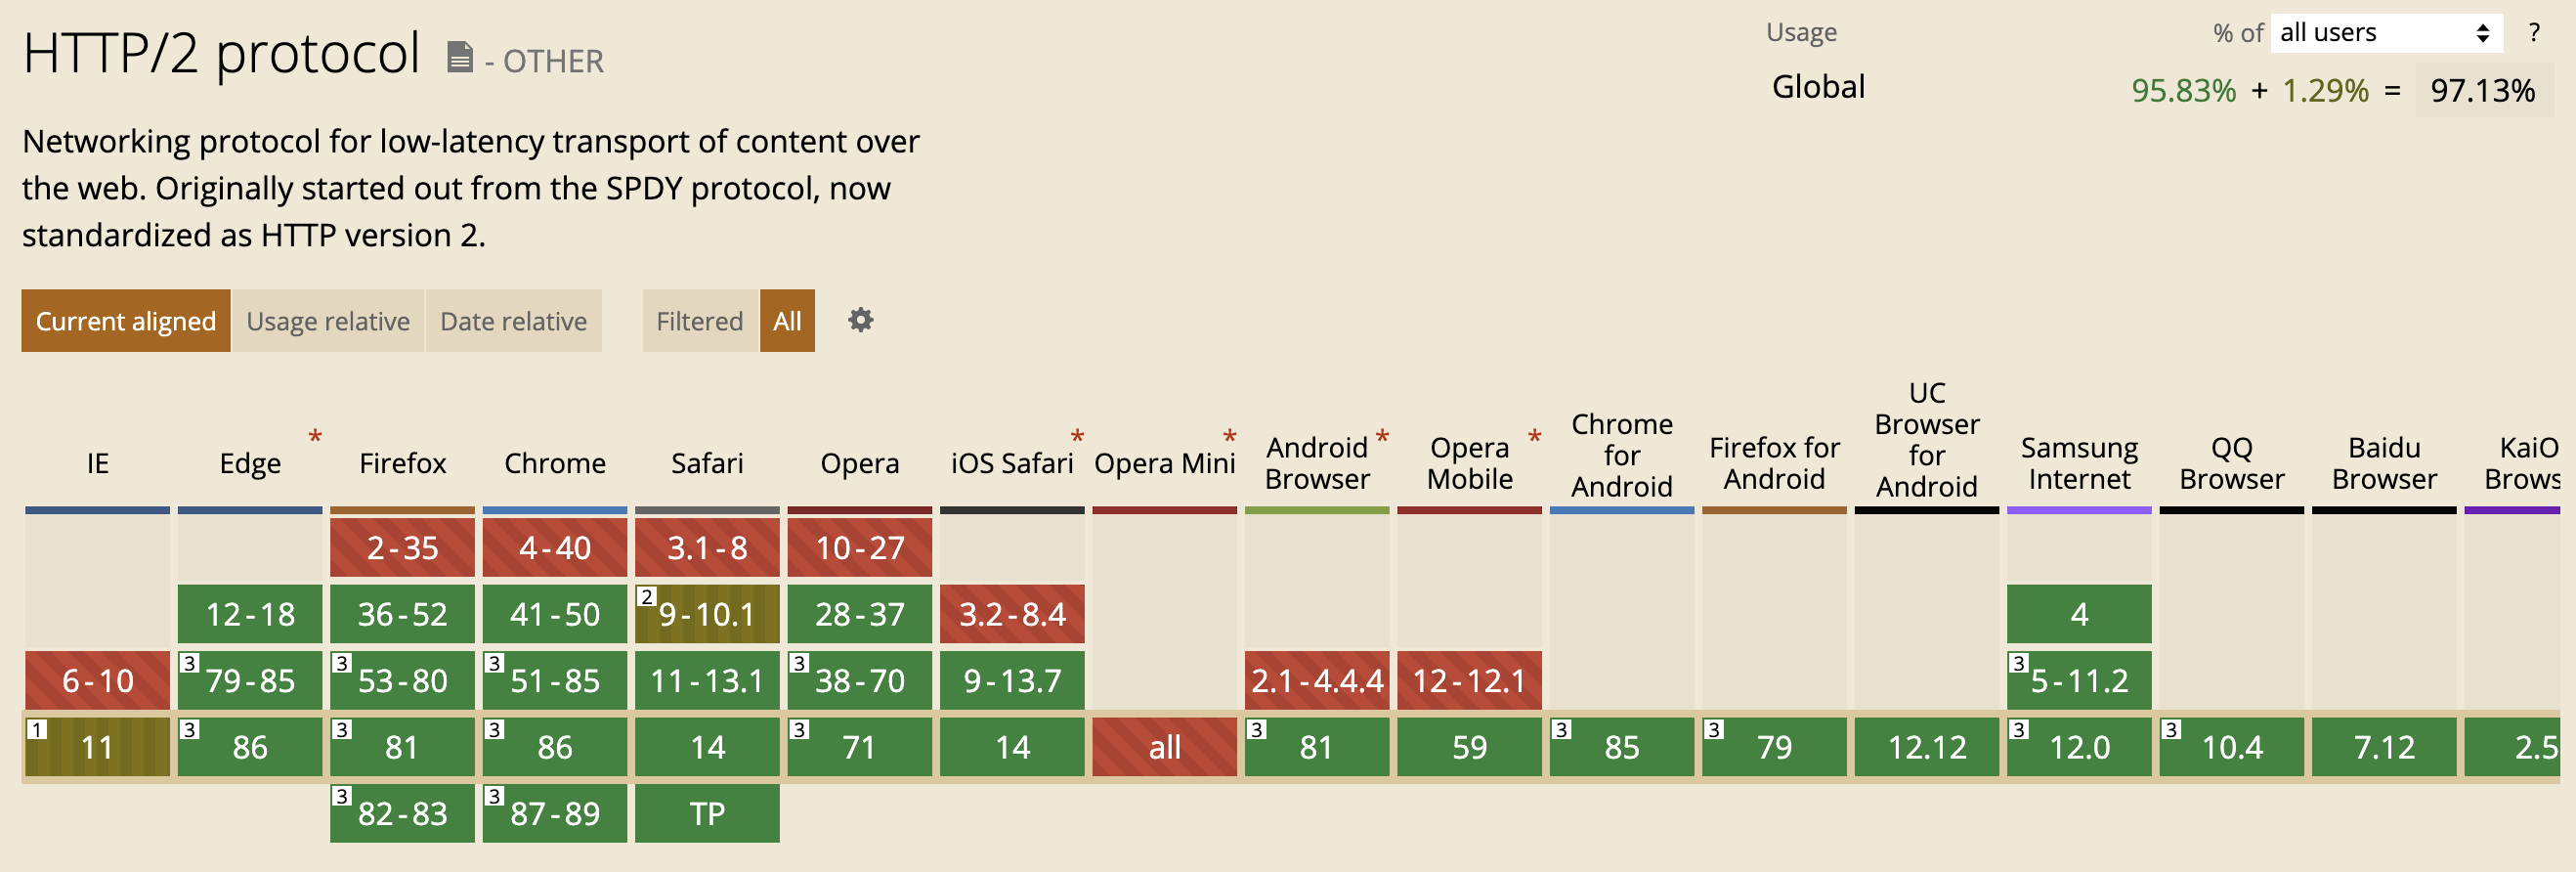 HTTP/2 protocol - OTHER
Usage % of all users ?
Global 95.83% + 1.29% = 97.13%
Networking protocol for low-latency transport of content over
the web. Originally started out from the SPDY protocol, now
standardized as HTTP version 2.
Current aligned Usage relative Date relative Filtered All
IE
Edge *
Firefox
Chrome
Safari
Opera
iOS Safari *
Opera Mini *
Android *
Browser
Opera *
Mobile
Chrome
for
Android
Firefox for
Android
UC
Browser
for
Android
Samsung
Internet
QQ
Browser
Baidu
Browser
KaiO
Brows
2-35 4-40 3.1-8 10-27
12-18 36-52 41-50 2 9-10.1 28-37 3.2-8.4 4
6-10 3 79-85 3 53-80 3 51-85 11-13.1 3 38-70 9-13.7 2.1-4.4.4 12-12.1 3 5-11.2
1 11 3 86 3 81 3 86 14 3 71 14 all 3 81 59 3 85 3 79 12.12 3 12.0 3 10.4 7.12 2.5
3 82-83 3 87-89 TP